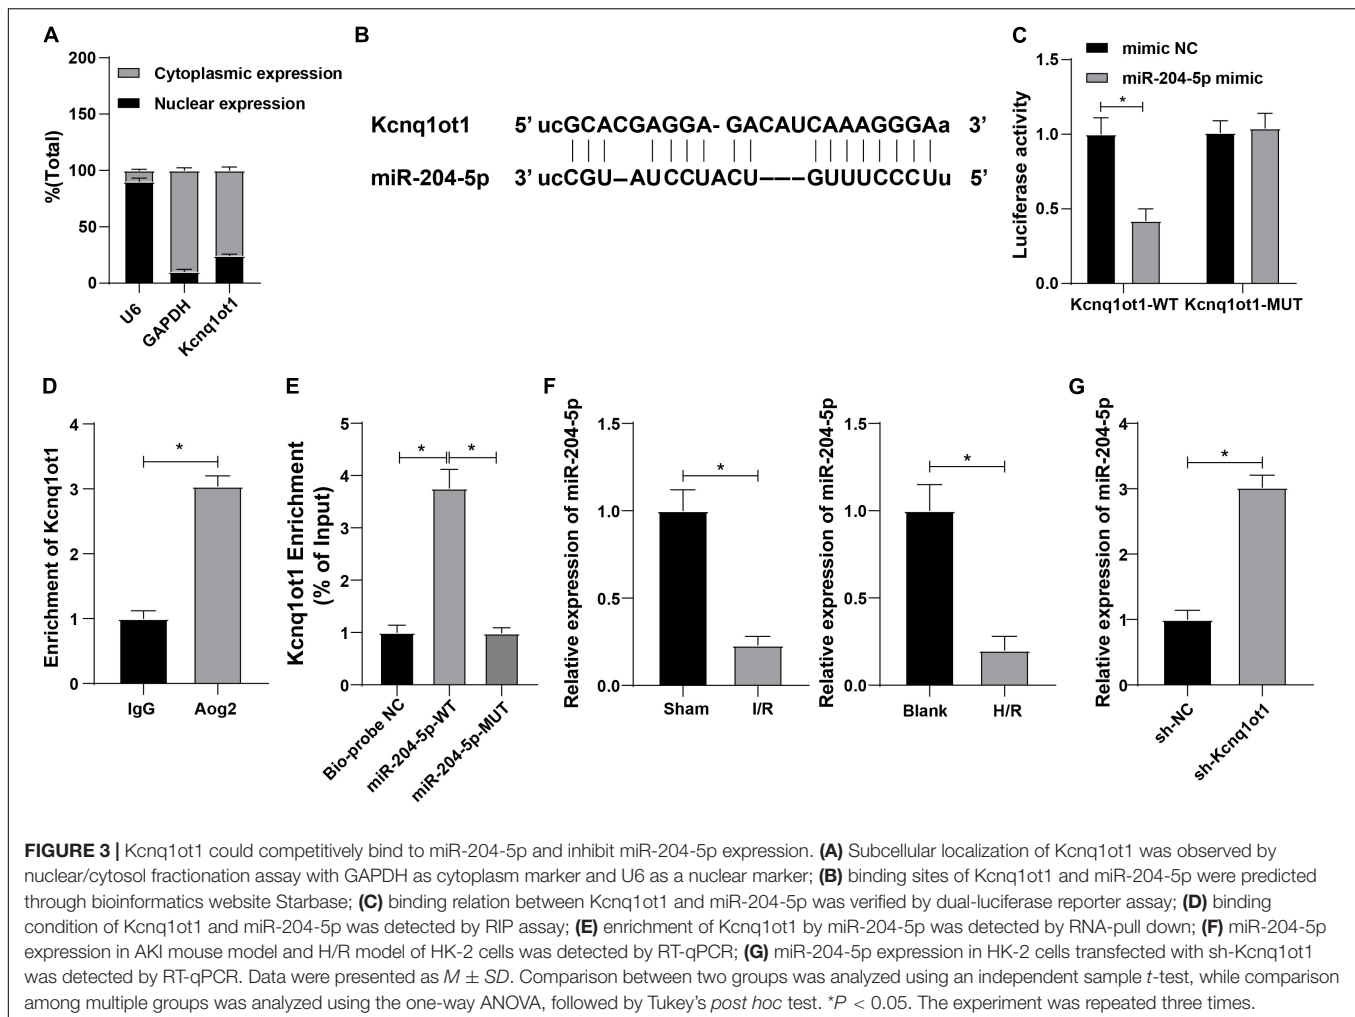 A
200
150
100
50
0
%(Total)
Cytoplasmic expression
Nuclear expression
U6
GAPDH
Kcnq1ot1
B
Kcnq1ot1 5’ ucGCACGAGGA- GACAUCAAAGGGAa 3’
miR-204-5p 3’ ucCGU–AUCCUACU–––GUUUCCCUu 5’
C
mimic NC
miR-204-5p mimic
1.5
1.0
0.5
0.0
Luciferase activity
*
Kcnq1ot1-WT Kcnq1ot1-MUT
D
4
3
2
1
0
Enrichment of Kcnq1ot1
*
IgG Aog2
E
5
4
3
2
1
0
Kcnq1ot1 Enrichment
(% of Input)
* *
Bio-probe NC
miR-204-5p-WT
miR-204-5p-MUT
F
1.5
1.0
0.5
0.0
Relative expression of miR-204-5p
*
Sham I/R
1.5
1.0
0.5
0.0
Relative expression of miR-204-5p
*
Blank H/R
G
4
3
2
1
0
Relative expression of miR-204-5p
*
sh-NC
sh-Kcnq1ot1
FIGURE 3 | Kcnq1ot1 could competitively bind to miR-204-5p and inhibit miR-204-5p expression. (A) Subcellular localization of Kcnq1ot1 was observed by
nuclear/cytosol fractionation assay with GAPDH as cytoplasm marker and U6 as a nuclear marker; (B) binding sites of Kcnq1ot1 and miR-204-5p were predicted
through bioinformatics website Starbase; (C) binding relation between Kcnq1ot1 and miR-204-5p was verified by dual-luciferase reporter assay; (D) binding
condition of Kcnq1ot1 and miR-204-5p was detected by RIP assay; (E) enrichment of Kcnq1ot1 by miR-204-5p was detected by RNA-pull down; (F) miR-204-5p
expression in AKI mouse model and H/R model of HK-2 cells was detected by RT-qPCR; (G) miR-204-5p expression in HK-2 cells transfected with sh-Kcnq1ot1
was detected by RT-qPCR. Data were presented as M ± SD. Comparison between two groups was analyzed using an independent sample t-test, while comparison
among multiple groups was analyzed using the one-way ANOVA, followed by Tukey’s post hoc test. *P < 0.05. The experiment was repeated three times.